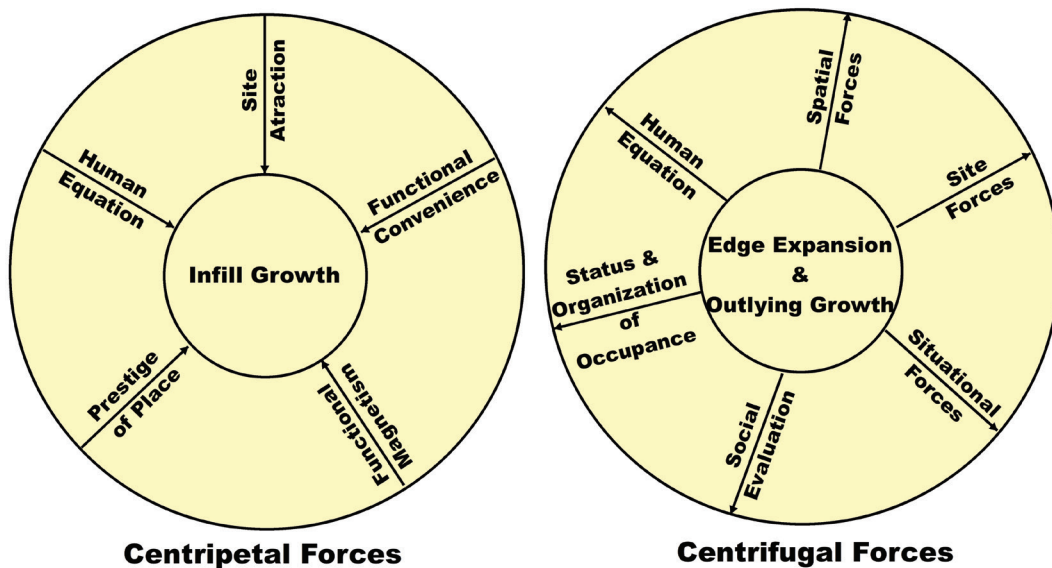 Site
Atraction
Functional
Convenience
Functional
Magnetism
Prestige
of Place
Human
Equation
Infill Growth
Centripetal Forces
Spatial
Forces
Site
Forces
Situational
Forces
Social
Evaluation
Status &
Organization
of
Occupance
Human
Equation
Edge Expansion
&
Outlying Growth
Centrifugal Forces